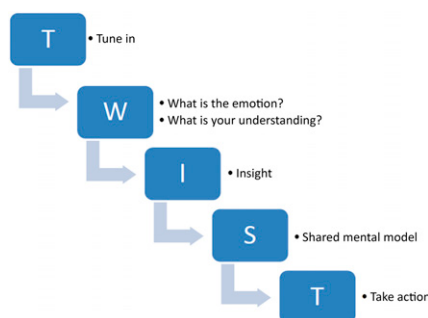 T
• Tune in
W
• What is the emotion?
• What is your understanding?
I
• Insight
S
• Shared mental model
T
• Take action